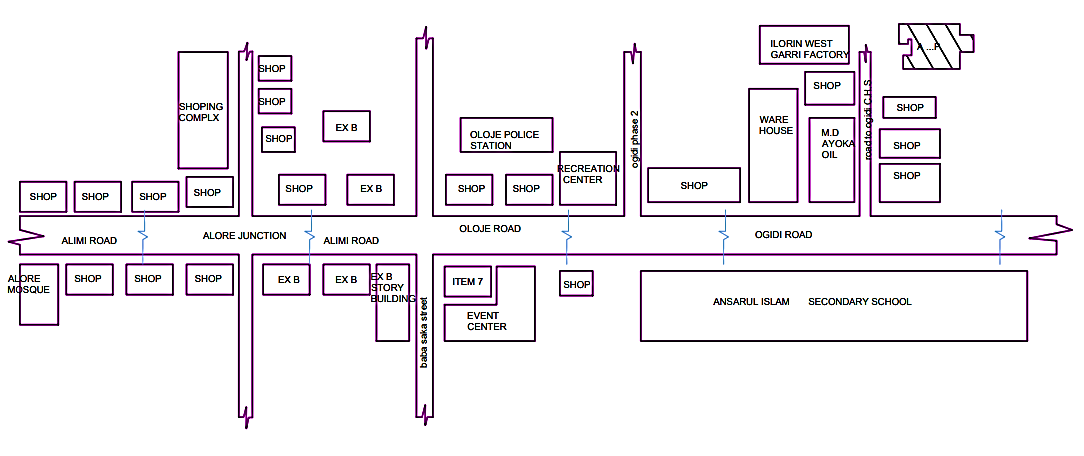 ILORIN WEST
GARRI FACTORY
A ...P
SHOP
SHOP
SHOPING
COMPLX
SHOP
SHOP
EX B
OLOJE POLICE
STATION
ogidi phase 2
WARE
HOUSE
SHOP
M.D
AYOKA
OIL
road to ogidi C.H.S
SHOP
SHOP
SHOP
RECREATION
CENTER
SHOP
SHOP
SHOP
SHOP
SHOP
SHOP
EX B
SHOP
SHOP
SHOP
ALIMI ROAD
ALORE JUNCTION
ALIMI ROAD
OLOJE ROAD
OGIDI ROAD
ALORE
MOSQUE
SHOP
SHOP
SHOP
EX B
EX B
EX B
STORY
BUILDING
baba saka street
ITEM 7
EVENT
CENTER
SHOP
ANSARUL ISLAM SECONDARY SCHOOL